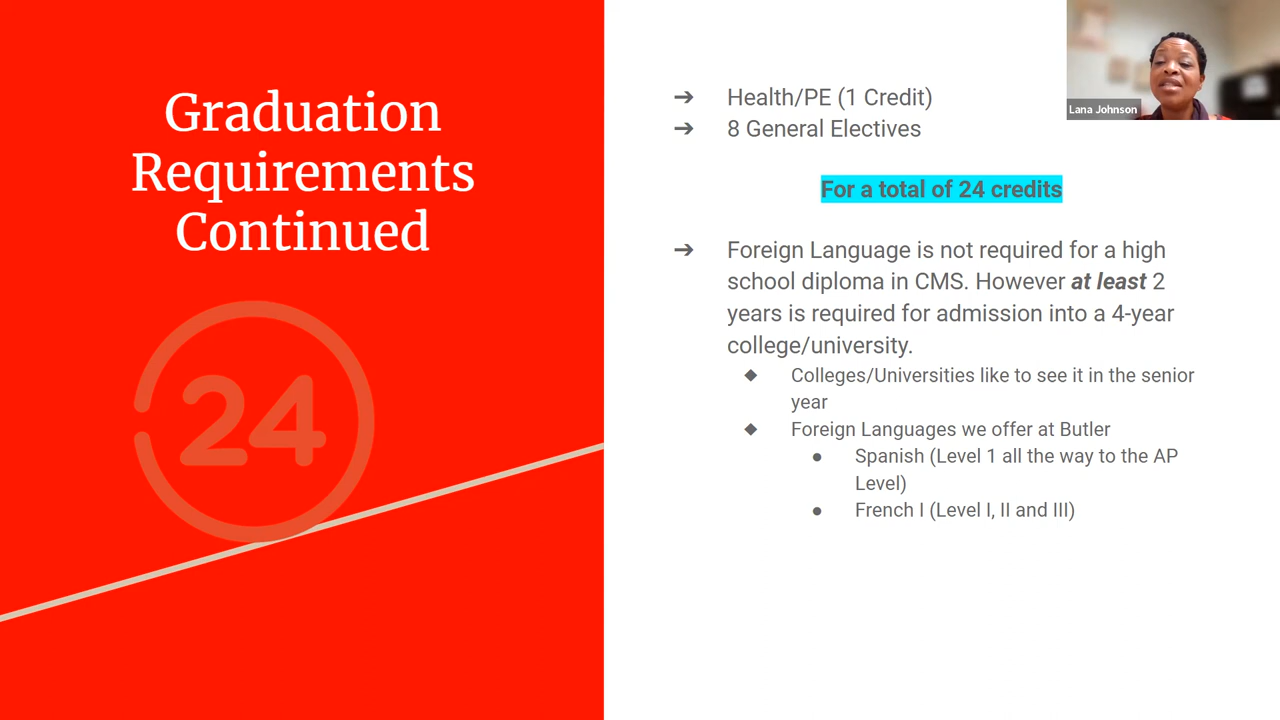 Graduation
Requirements
Continued
24
➔ Health/PE (1 Credit)
➔ 8 General Electives
For a total of 24 credits
➔ Foreign Language is not required for a high
school diploma in CMS. However at least 2
years is required for admission into a 4-year
college/university.
◆ Colleges/Universities like to see it in the senior
year
◆ Foreign Languages we offer at Butler
● Spanish (Level 1 all the way to the AP
Level)
● French I (Level I, II and III)
Lana Johnson